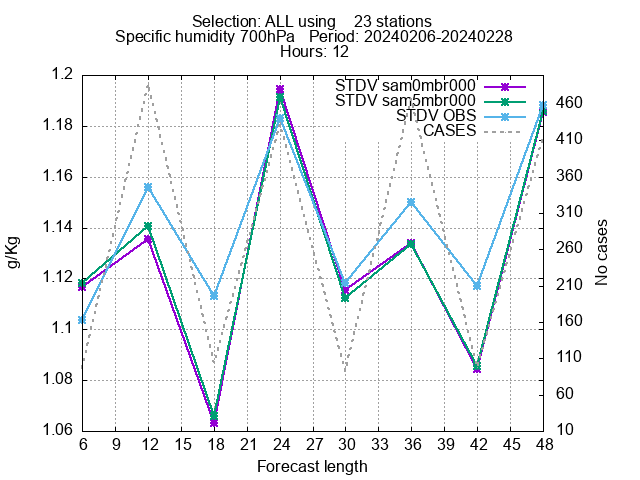 Selection: ALL using    23 stations
Specific humidity 700hPa   Period: 20240206-20240228
Hours: 12
STDV sam0mbr000
STDV sam5mbr000
STDV OBS
CASES
1.2
1.18
1.16
1.14
1.12
1.1
1.08
1.06
g/Kg
460
410
360
310
260
210
160
110
60
10
No cases
6 9 12 15 18 21 24 27 30 33 36 39 42 45 48
Forecast length